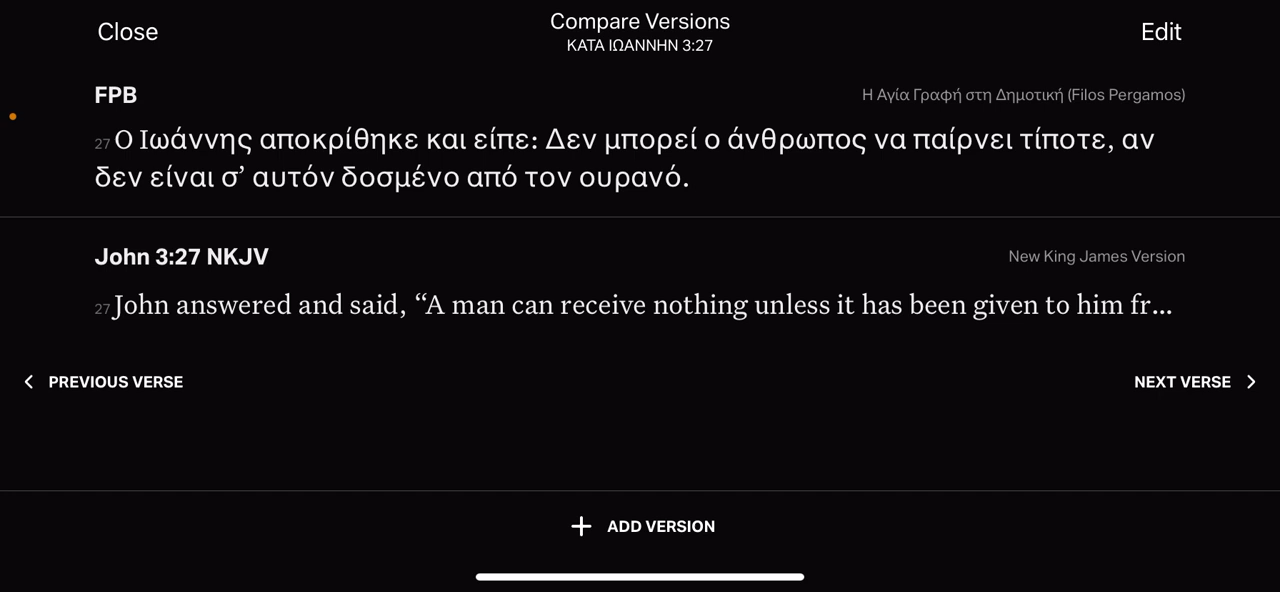 Close
Compare Versions
Edit
ΚΑΤΑ ΙΩΑΝΝΗΝ 3:27
FPB
Η Αγία Γραφή στη Δημοτική (Filos Pergamos)
27 Ο Ιωάννης αποκρίθηκε και είπε: Δεν μπορεί ο άνθρωπος να παίρνει τίποτε, αν
δεν είναι σ’ αυτόν δοσμένο από τον ουρανό.
John 3:27 NKJV
New King James Version
27 John answered and said, “A man can receive nothing unless it has been given to him fr...
PREVIOUS VERSE
NEXT VERSE
ADD VERSION